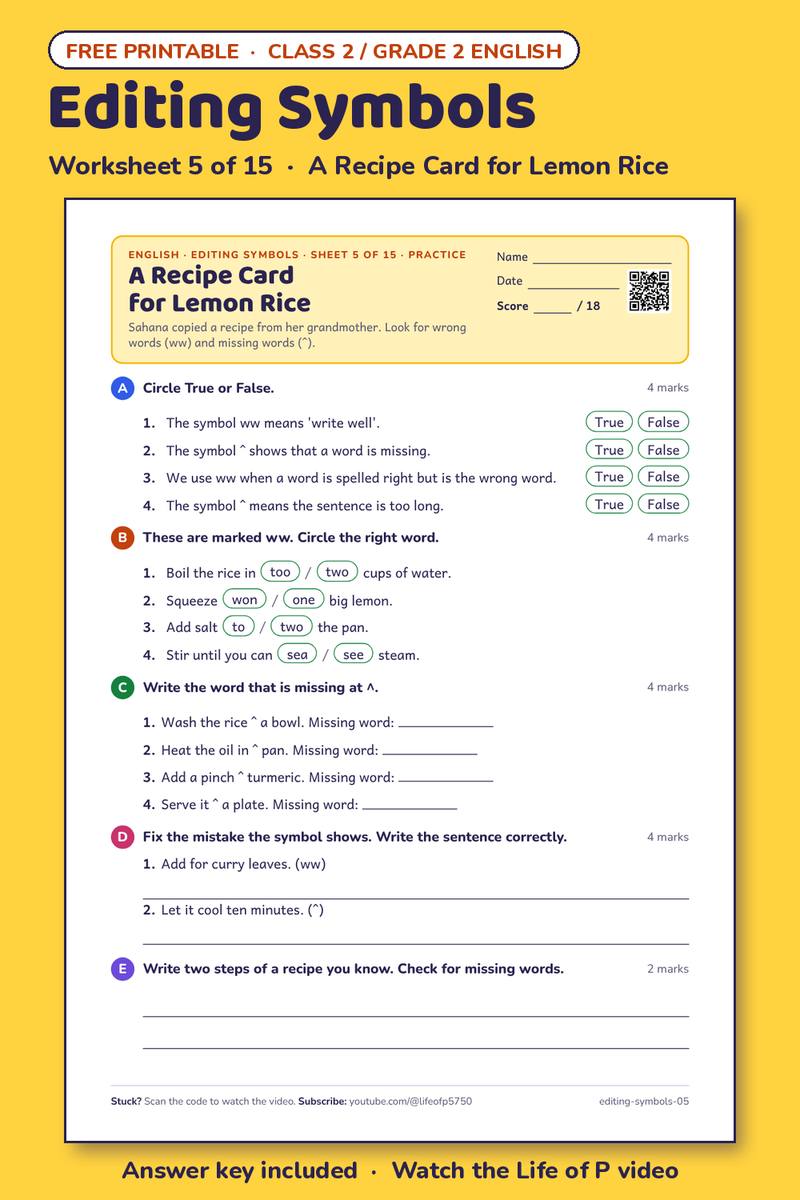 FREE PRINTABLE · CLASS 2 / GRADE 2 ENGLISH
Editing Symbols
Worksheet 5 of 15 · A Recipe Card for Lemon Rice
ENGLISH · EDITING SYMBOLS · SHEET 5 OF 15 · PRACTICE
A Recipe Card
for Lemon Rice
Sahana copied a recipe from her grandmother. Look for wrong
words (ww) and missing words (^).
Name ____________
Date ____________
Score _____ / 18
A Circle True or False. 4 marks
1. The symbol ww means 'write well'. True False
2. The symbol ^ shows that a word is missing. True False
3. We use ww when a word is spelled right but is the wrong word. True False
4. The symbol ^ means the sentence is too long. True False
B These are marked ww. Circle the right word. 4 marks
1. Boil the rice in too / two cups of water.
2. Squeeze won / one big lemon.
3. Add salt to / two the pan.
4. Stir until you can sea / see steam.
C Write the word that is missing at ^. 4 marks
1. Wash the rice ^ a bowl. Missing word: ____________
2. Heat the oil in ^ pan. Missing word: ____________
3. Add a pinch ^ turmeric. Missing word: ____________
4. Serve it ^ a plate. Missing word: ____________
D Fix the mistake the symbol shows. Write the sentence correctly. 4 marks
1. Add for curry leaves. (ww)
2. Let it cool ten minutes. (^)
E Write two steps of a recipe you know. Check for missing words. 2 marks
Stuck? Scan the code to watch the video. Subscribe: youtube.com/@lifeofp5750
editing-symbols-05
Answer key included · Watch the Life of P video